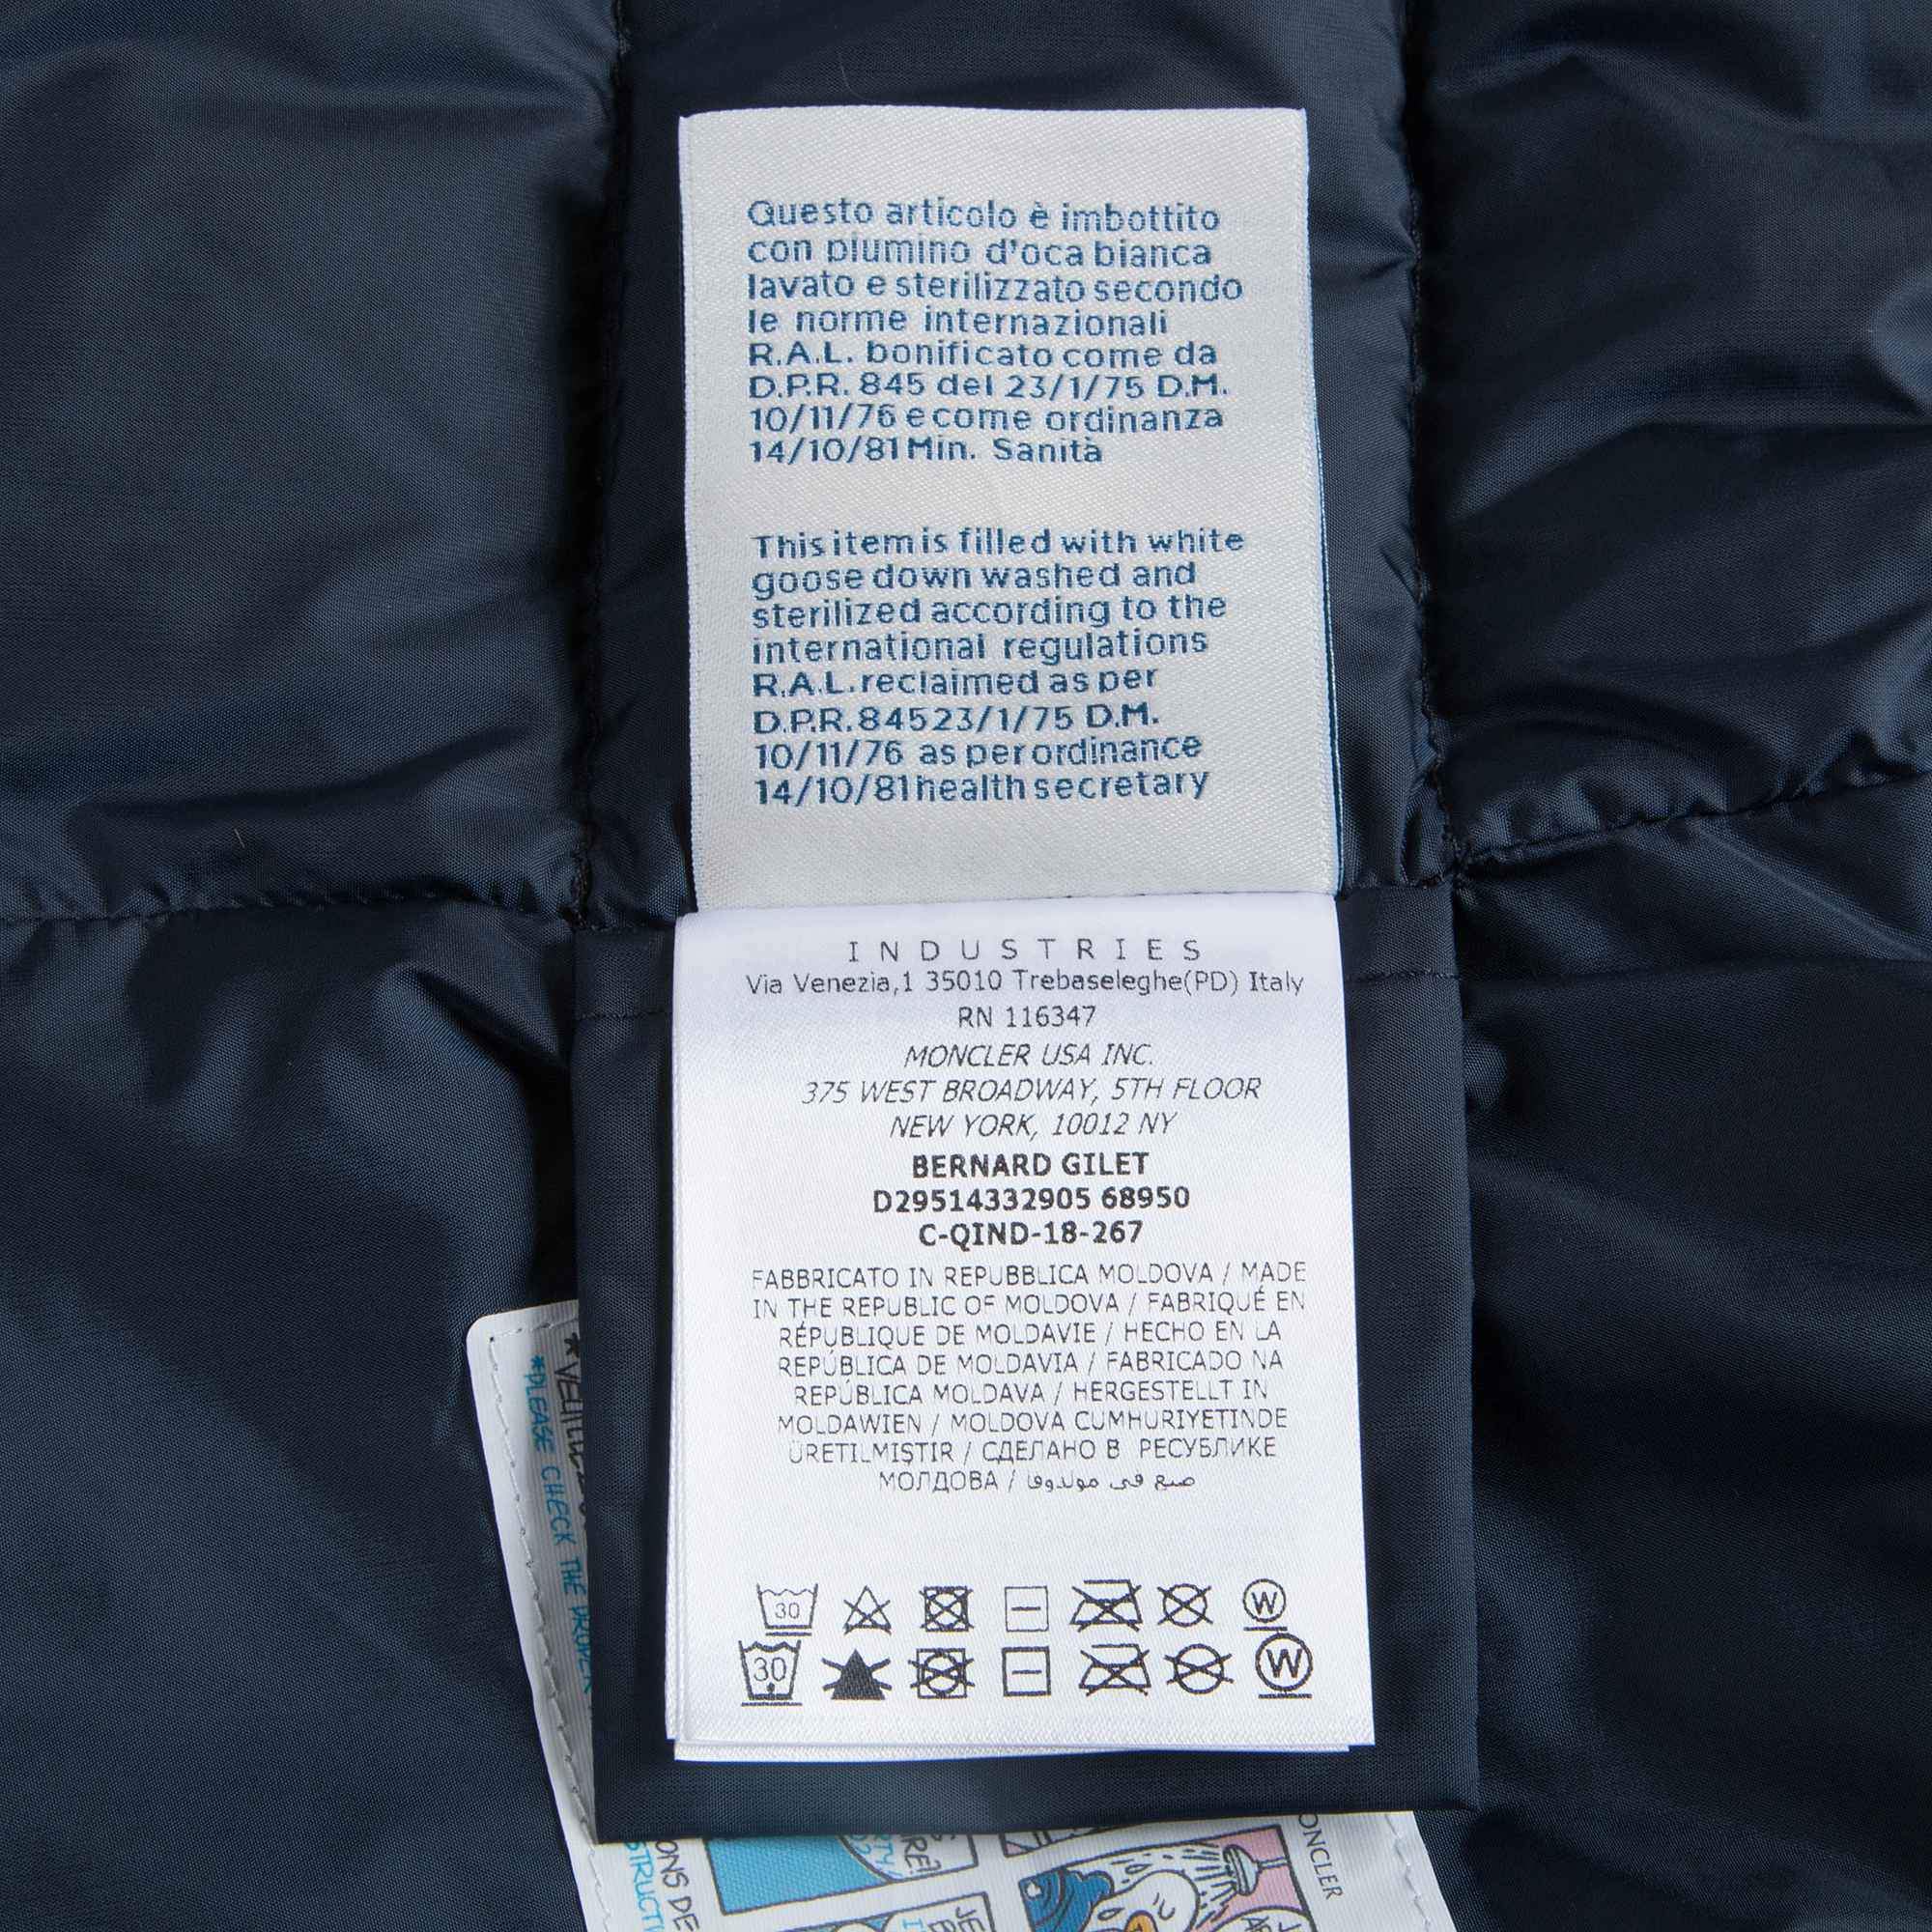 Questo articolo è imbottito
con piumino d'oca bianca
lavato e sterilizzato secondo
le norme internazionali
R.A.L. bonificato come da
D.P.R. 845 del 23/1/75 D.M.
10/11/76 e come ordinanza
14/10/81 Min. Sanità
This item is filled with white
goose down washed and
sterilized according to the
international regulations
R.A.L. reclaimed as per
D.P.R. 845 23/1/75 D.M.
10/11/76 as per ordinance
14/10/81 health secretary
INDUSTRIES
Via Venezia,1 35010 Trebaseleghe(PD) Italy
RN 116347
MONCLER USA INC.
375 WEST BROADWAY, 5TH FLOOR
NEW YORK, 10012 NY
BERNARD GILET
D29514332905 68950
C-QIND-18-267
FABBRICATO IN REPUBBLICA MOLDOVA / MADE
IN THE REPUBLIC OF MOLDOVA / FABRIQUÉ EN
RÉPUBLIQUE DE MOLDAVIE / HECHO EN LA
REPÚBLICA DE MOLDAVIA / FABRICADO NA
REPÚBLICA MOLDAVA / HERGESTELLT IN
MOLDAWIEN / MOLDOVA CUMHURIYETINDE
ÜRETILMIŞTIR / СДЕЛАНО В РЕСУБЛИКЕ
МОЛДОВА / صنع في مولدوفا
30 W
30 W
*PLEASE CHECK THE PROPER
ONS DE
STRUCTI
ONCLER